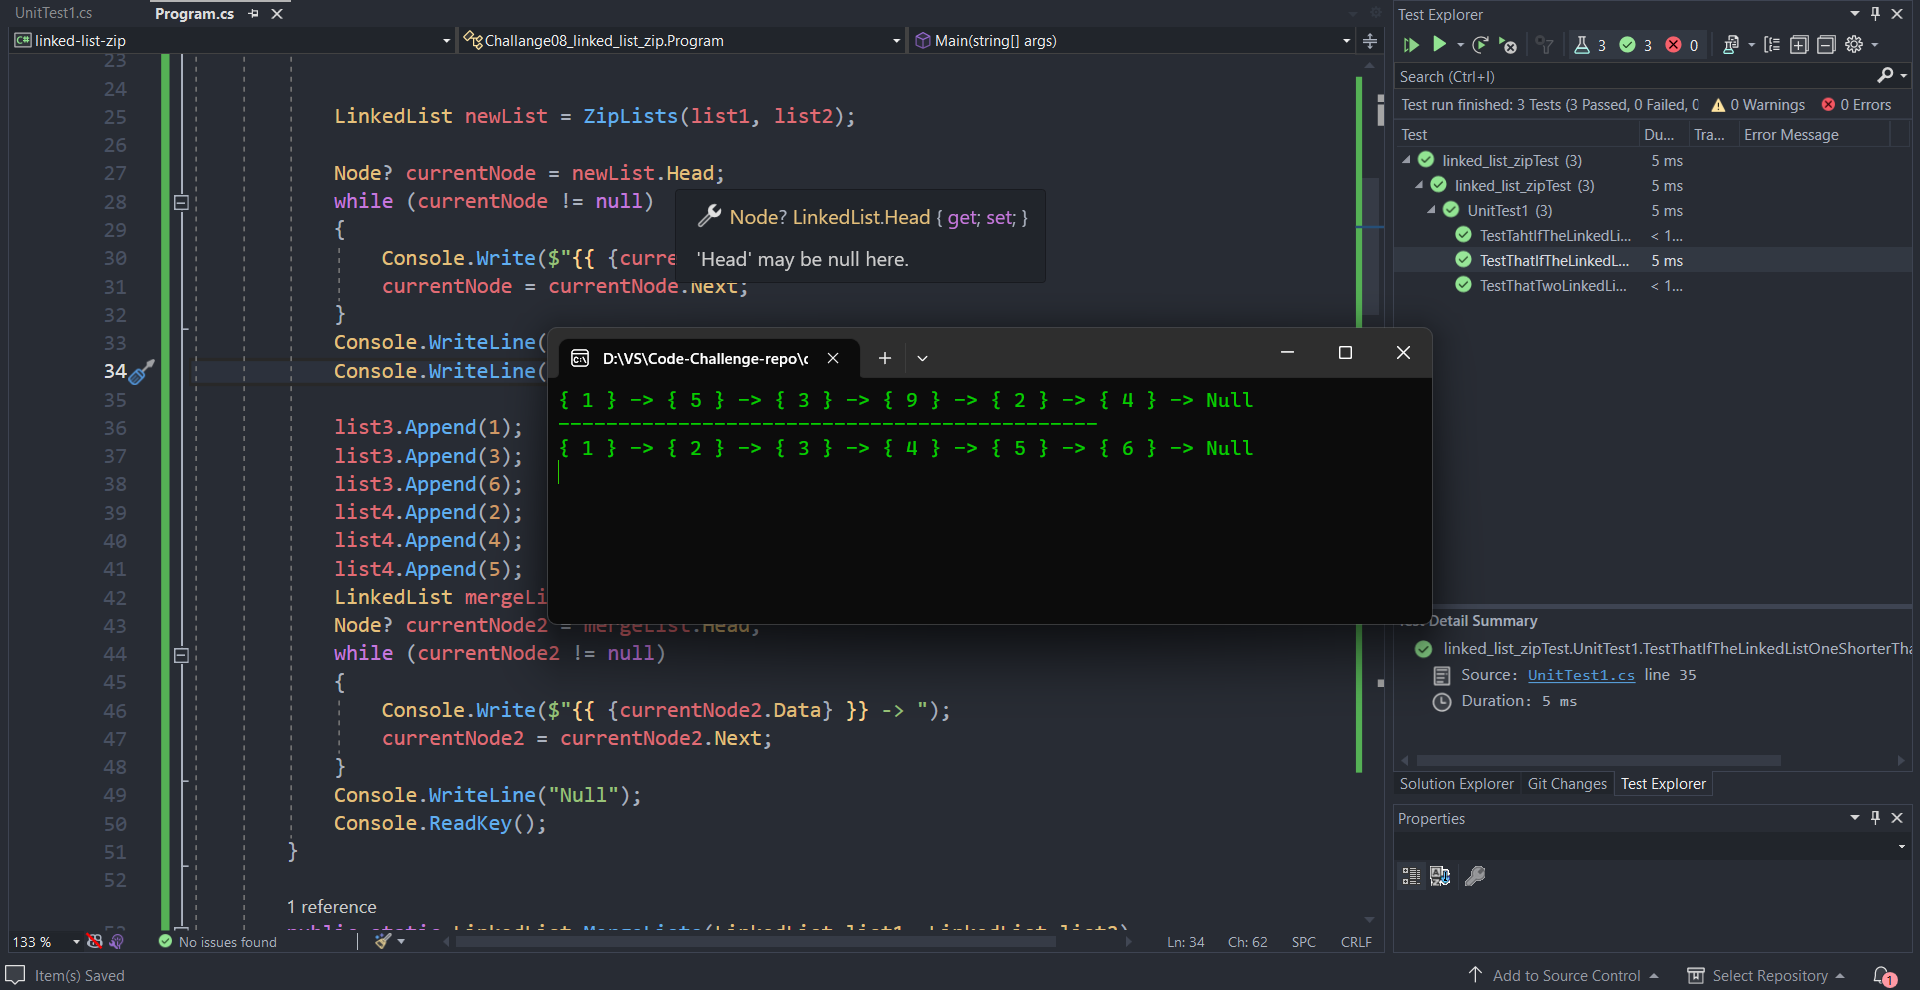 UnitTest1.cs
Program.cs
linked-list-zip
Challange08_linked_list_zip.Program
Main(string[] args)
23
24
25 LinkedList newList = ZipLists(list1, list2);
26
27 Node? currentNode = newList.Head;
28 while (currentNode != null)
29 {
30 Console.Write($"{{ {curre
31 currentNode = currentNode.Next;
32 }
33 Console.WriteLine(
34 Console.WriteLine(
35
36 list3.Append(1);
37 list3.Append(3);
38 list3.Append(6);
39 list4.Append(2);
40 list4.Append(4);
41 list4.Append(5);
42 LinkedList mergeLi
43 Node? currentNode2 = mergeList.Head;
44 while (currentNode2 != null)
45 {
46 Console.Write($"{{ {currentNode2.Data} }} -> ");
47 currentNode2 = currentNode2.Next;
48 }
49 Console.WriteLine("Null");
50 Console.ReadKey();
51 }
52
1 reference
public static LinkedList MergeLists(LinkedList list1, LinkedList list2)
Node? LinkedList.Head { get; set; }
'Head' may be null here.
D:\VS\Code-Challenge-repo\c
{ 1 } -> { 5 } -> { 3 } -> { 9 } -> { 2 } -> { 4 } -> Null
---------------------------------------------
{ 1 } -> { 2 } -> { 3 } -> { 4 } -> { 5 } -> { 6 } -> Null
133 %
No issues found
Ln: 34 Ch: 62 SPC CRLF
Test Explorer
3 3 0
Search (Ctrl+I)
Test run finished: 3 Tests (3 Passed, 0 Failed, 0 0 Warnings 0 Errors
Test Du... Tra... Error Message
linked_list_zipTest (3) 5 ms
linked_list_zipTest (3) 5 ms
UnitTest1 (3) 5 ms
TestTahtIfTheLinkedLi... < 1...
TestThatIfTheLinkedL... 5 ms
TestThatTwoLinkedLi... < 1...
Detail Summary
linked_list_zipTest.UnitTest1.TestThatIfTheLinkedListOneShorterTha
Source: UnitTest1.cs line 35
Duration: 5 ms
Solution Explorer Git Changes Test Explorer
Properties
Item(s) Saved
Add to Source Control
Select Repository
1